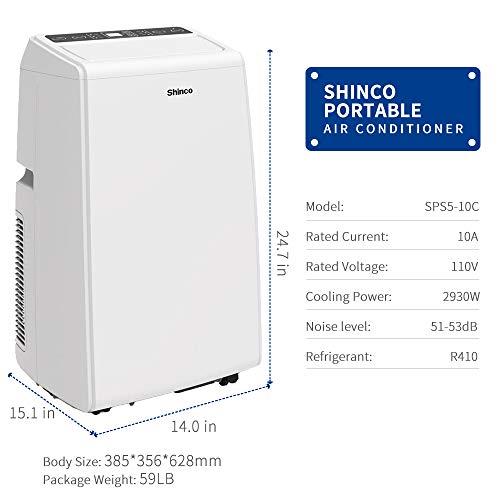 Shinco
SHINCO
PORTABLE
AIR CONDITIONER
Model: SPS5-10C
Rated Current: 10A
Rated Voltage: 110V
Cooling Power: 2930W
Noise level: 51-53dB
Refrigerant: R410
24.7 in
15.1 in
14.0 in
Body Size: 385*356*628mm
Package Weight: 59LB